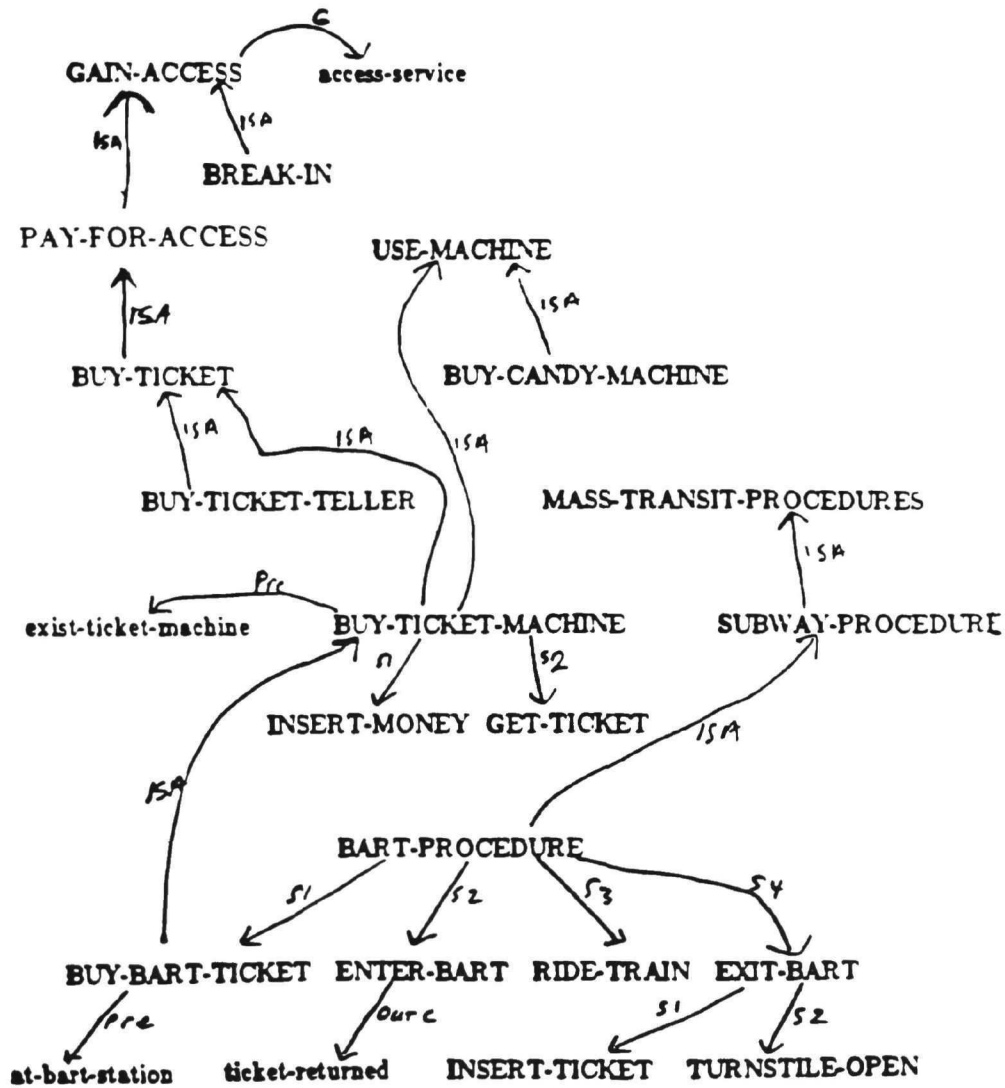 G
GAIN-ACCESS access-service
ISA ISA
BREAK-IN
PAY-FOR-ACCESS
USE-MACHINE
ISA ISA
BUY-TICKET BUY-CANDY-MACHINE
ISA ISA ISA
BUY-TICKET-TELLER MASS-TRANSIT-PROCEDURES
ISA
Pre
exist-ticket-machine BUY-TICKET-MACHINE SUBWAY-PROCEDURE
S1 S2
INSERT-MONEY GET-TICKET
ISA
ISA
BART-PROCEDURE
S1 S2 S3 S4
BUY-BART-TICKET ENTER-BART RIDE-TRAIN EXIT-BART
Pre S1 S2
at-bart-station ticket-returned INSERT-TICKET TURNSTILE-OPEN